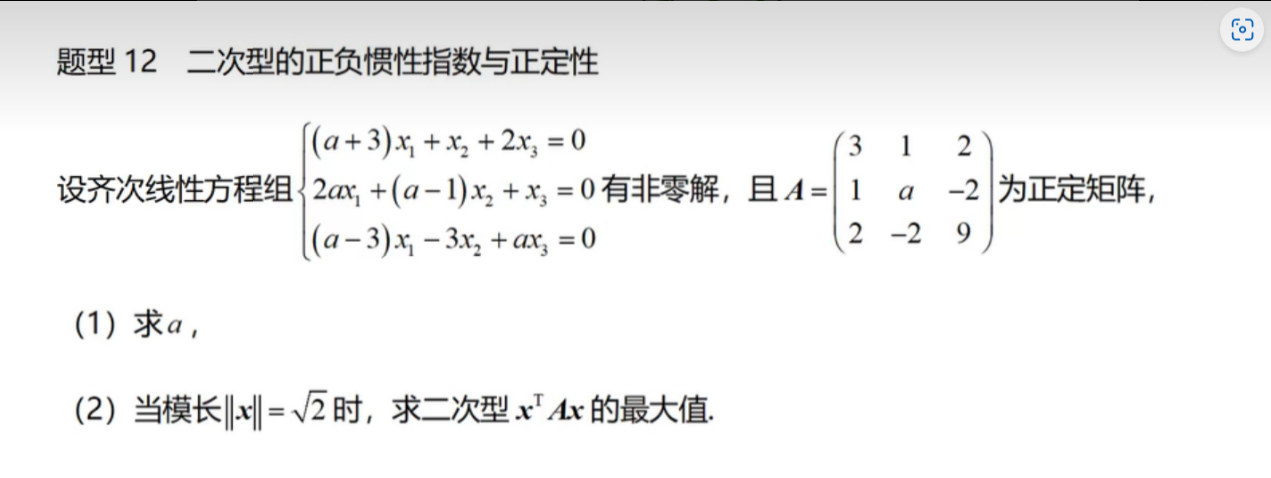 题型 12 二次型的正负惯性指数与正定性
设齐次线性方程组 $\begin{cases}(a+3)x_1+x_2+2x_3=0\\2ax_1+(a-1)x_2+x_3=0\\(a-3)x_1-3x_2+ax_3=0\end{cases}$ 有非零解，且 $A=\begin{pmatrix}3&1&2\\1&a&-2\\2&-2&9\end{pmatrix}$ 为正定矩阵，
（1）求 $a$ ,
（2）当模长 $\|x\|=\sqrt{2}$ 时，求二次型 $x^{\mathrm{T}}Ax$ 的最大值.